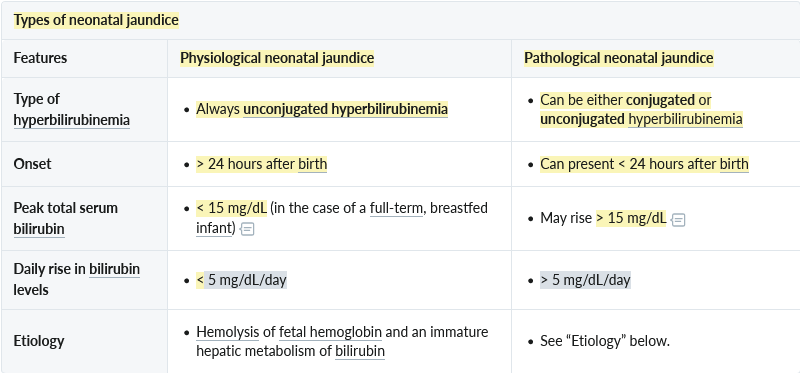 Types of neonatal jaundice
Features
Physiological neonatal jaundice
Pathological neonatal jaundice
Type of
hyperbilirubinemia
• Always unconjugated hyperbilirubinemia
• Can be either conjugated or
unconjugated hyperbilirubinemia
Onset
• > 24 hours after birth
• Can present < 24 hours after birth
Peak total serum
bilirubin
• < 15 mg/dL (in the case of a full-term, breastfed
infant)
• May rise > 15 mg/dL
Daily rise in bilirubin
levels
• < 5 mg/dL/day
• > 5 mg/dL/day
Etiology
• Hemolysis of fetal hemoglobin and an immature
hepatic metabolism of bilirubin
• See “Etiology” below.